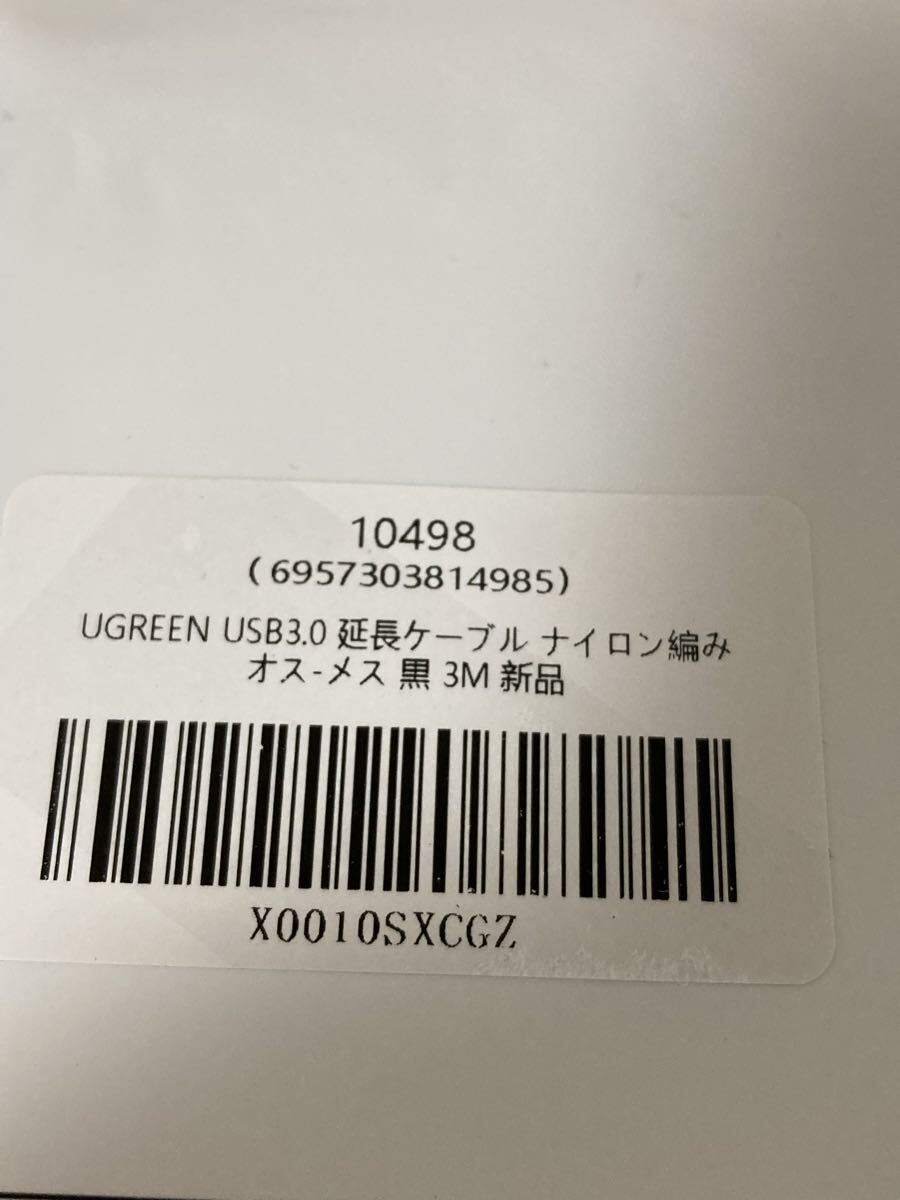 10498
(6957303814985)
UGREEN USB3.0 延長ケーブル ナイロン編み
オス-メス 黒 3M 新品
X0010SXCGZ